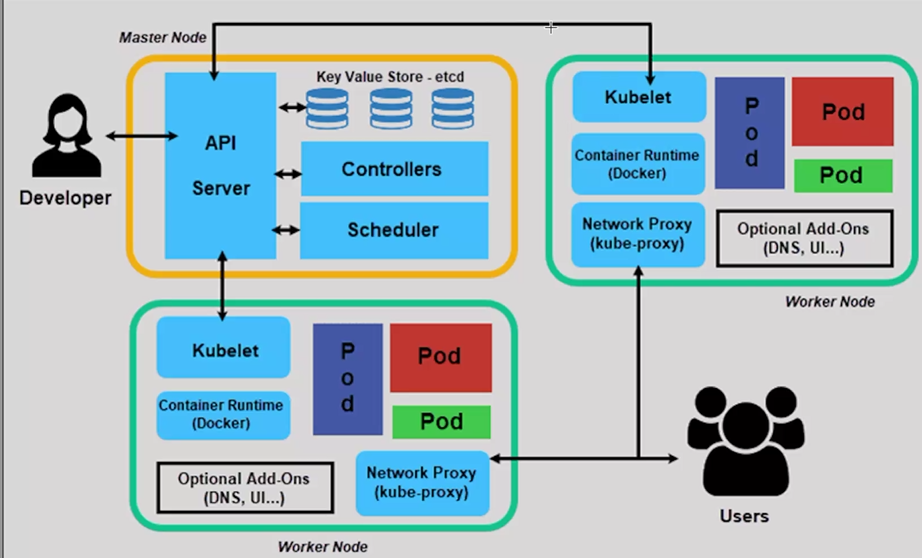 Master Node
Key Value Store - etcd
API
Server
Controllers
Scheduler
Developer
Kubelet
Container Runtime
(Docker)
Network Proxy
(kube-proxy)
P
o
d
Pod
Pod
Optional Add-Ons
(DNS, UI...)
Worker Node
Kubelet
Container Runtime
(Docker)
P
o
d
Pod
Pod
Optional Add-Ons
(DNS, UI...)
Network Proxy
(kube-proxy)
Worker Node
Users